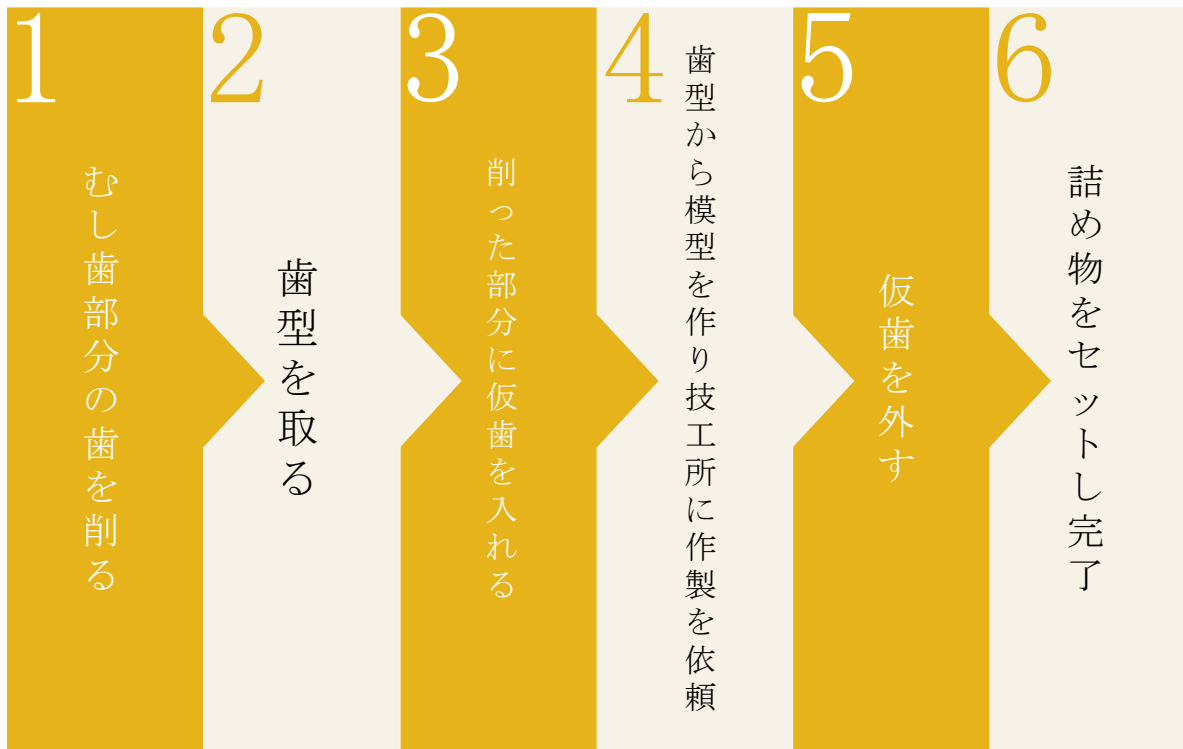 1
むし歯部分の歯を削る
2
歯型を取る
3
削った部分に仮歯を入れる
4
歯型から模型を作り技工所に作製を依頼
5
仮歯を外す
6
詰め物をセットし完了